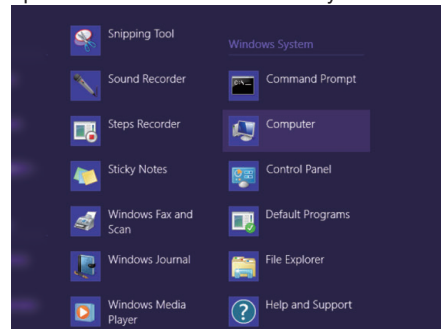 Snipping Tool
Sound Recorder
Steps Recorder
Sticky Notes
Windows Fax and
Scan
Windows Journal
Windows Media
Player
Windows System
Command Prompt
Computer
Control Panel
Default Programs
File Explorer
Help and Support